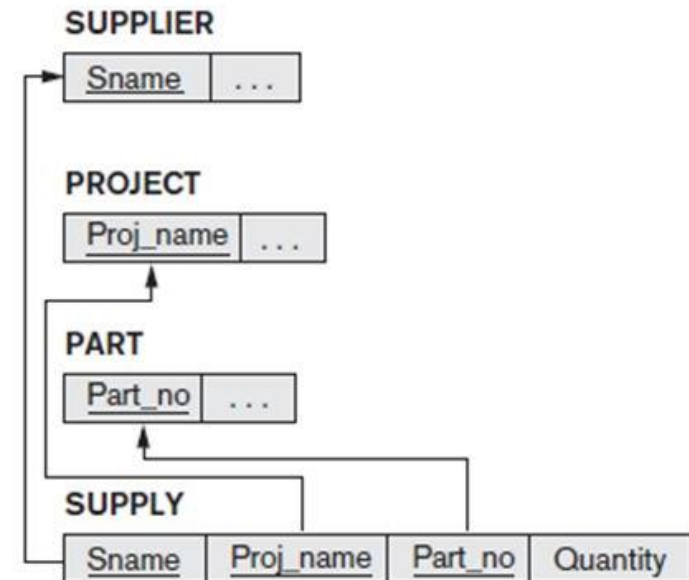 SUPPLIER
Sname ...
PROJECT
Proj_name ...
PART
Part_no ...
SUPPLY
Sname Proj_name Part_no Quantity